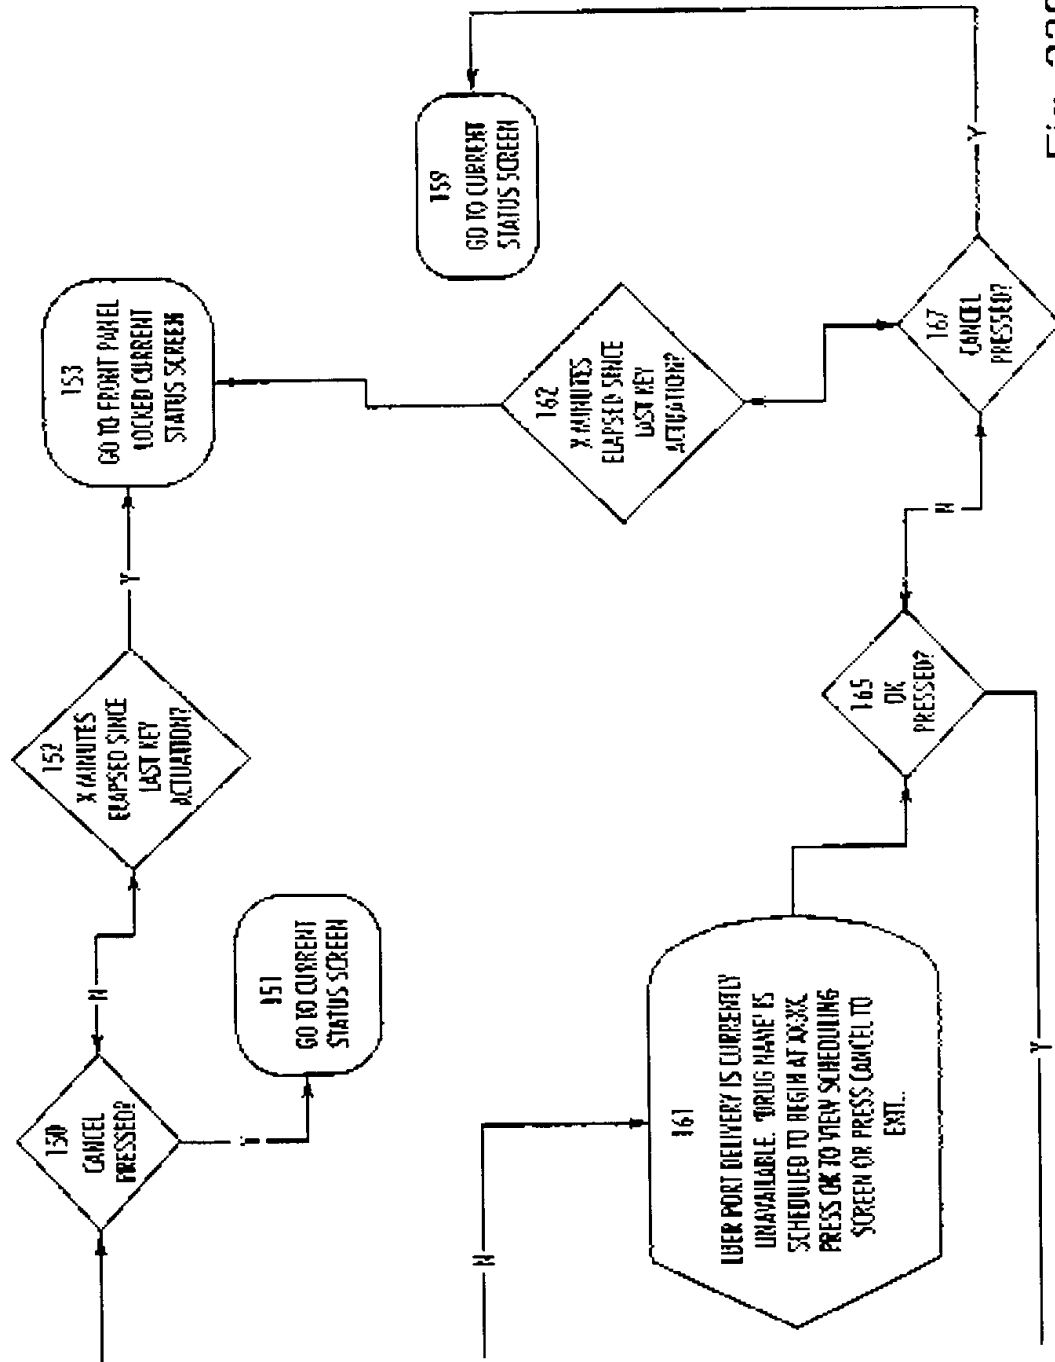 150
CANCEL
PRESSED?
N
152
X MINUTES
ELAPSED SINCE
LAST KEY
ACTUATION?
Y
153
GO TO FRONT PANEL
LOCKED CURRENT
STATUS SCREEN
151
GO TO CURRENT
STATUS SCREEN
N
161
LUER PORT DELIVERY IS CURRENTLY
UNAVAILABLE. 'DRUG NAME' IS
SCHEDULED TO BEGIN AT XX:XX.
PRESS OK TO VIEW SCHEDULING
SCREEN OR PRESS CANCEL TO
EXIT...
165
OK
PRESSED?
N
Y
162
X MINUTES
ELAPSED SINCE
LAST KEY
ACTUATION?
167
CANCEL
PRESSED?
Y
159
GO TO CURRENT
STATUS SCREEN